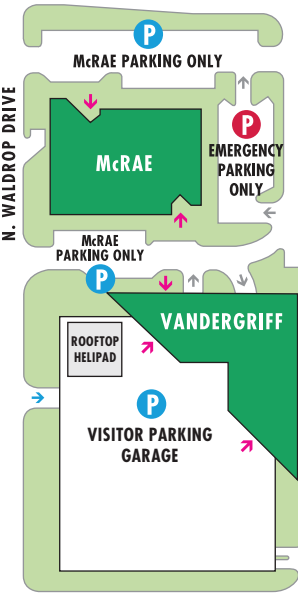 P
McRAE PARKING ONLY
N. WALDROP DRIVE
McRAE
P
EMERGENCY
PARKING
ONLY
McRAE
PARKING ONLY
P
VANDERGRIFF
ROOFTOP
HELIPAD
P
VISITOR PARKING
GARAGE